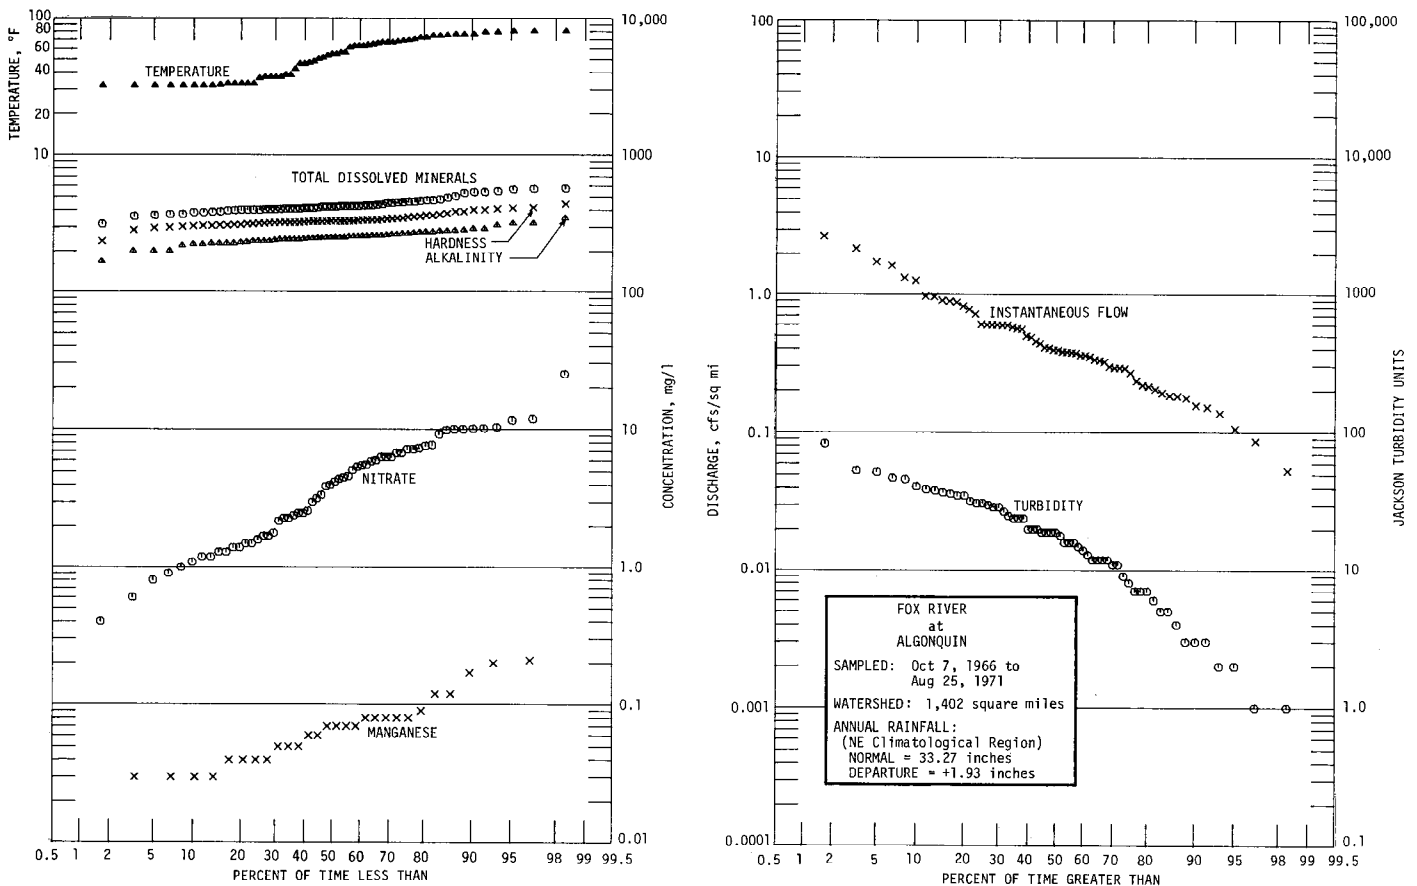 100
80
60
40
20
10
TEMPERATURE, °F
TEMPERATURE
TOTAL DISSOLVED MINERALS
HARDNESS
ALKALINITY
NITRATE
MANGANESE
10,000
1000
100
10
1.0
0.1
0.01
CONCENTRATION, mg/l
0.5 1 2 5 10 20 30 40 50 60 70 80 90 95 98 99 99.5
PERCENT OF TIME LESS THAN
100
10
1.0
0.1
0.01
0.001
0.0001
DISCHARGE, cfs/sq mi
INSTANTANEOUS FLOW
TURBIDITY
FOX RIVER
at
ALGONQUIN
SAMPLED: Oct 7, 1966 to
Aug 25, 1971
WATERSHED: 1,402 square miles
ANNUAL RAINFALL:
(NE Climatological Region)
NORMAL = 33.27 inches
DEPARTURE = +1.93 inches
100,000
10,000
1000
100
10
1.0
0.1
JACKSON TURBIDITY UNITS
0.5 1 2 5 10 20 30 40 50 60 70 80 90 95 98 99 99.5
PERCENT OF TIME GREATER THAN